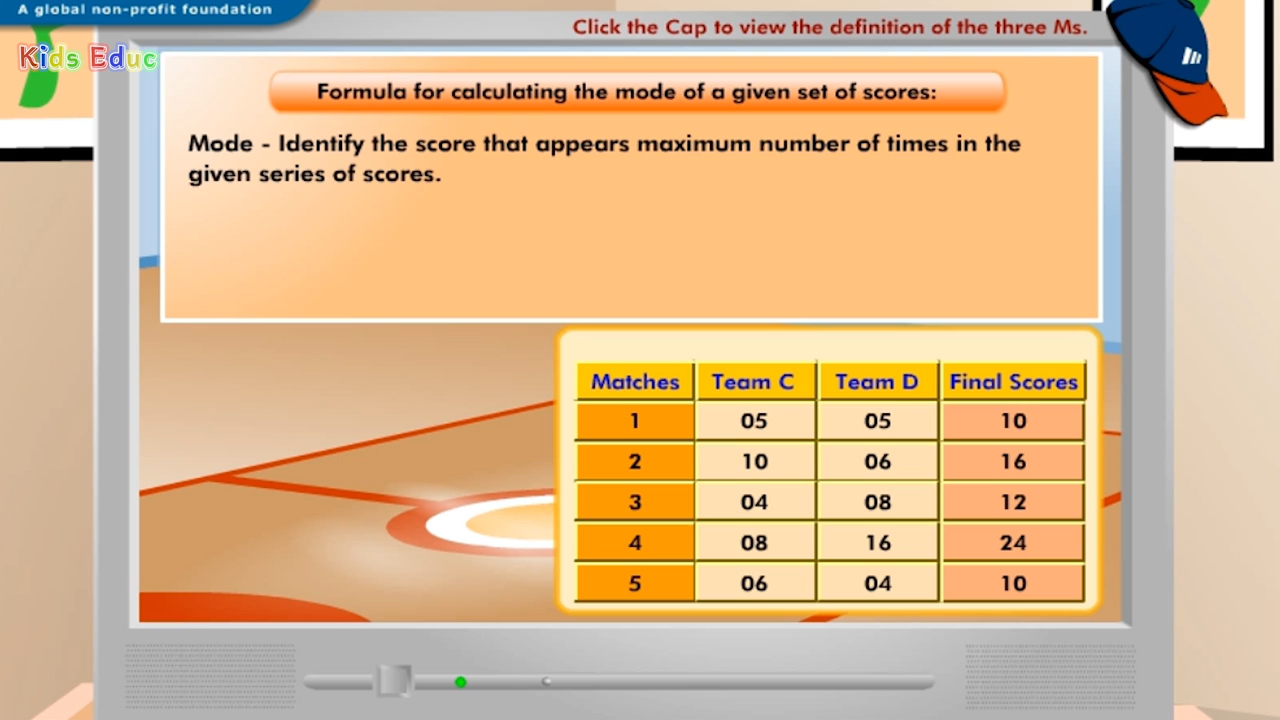 A global non-profit foundation
Click the Cap to view the definition of the three Ms.
Kids Educ
Formula for calculating the mode of a given set of scores:
Mode - Identify the score that appears maximum number of times in the
given series of scores.
Matches Team C Team D Final Scores
1 05 05 10
2 10 06 16
3 04 08 12
4 08 16 24
5 06 04 10